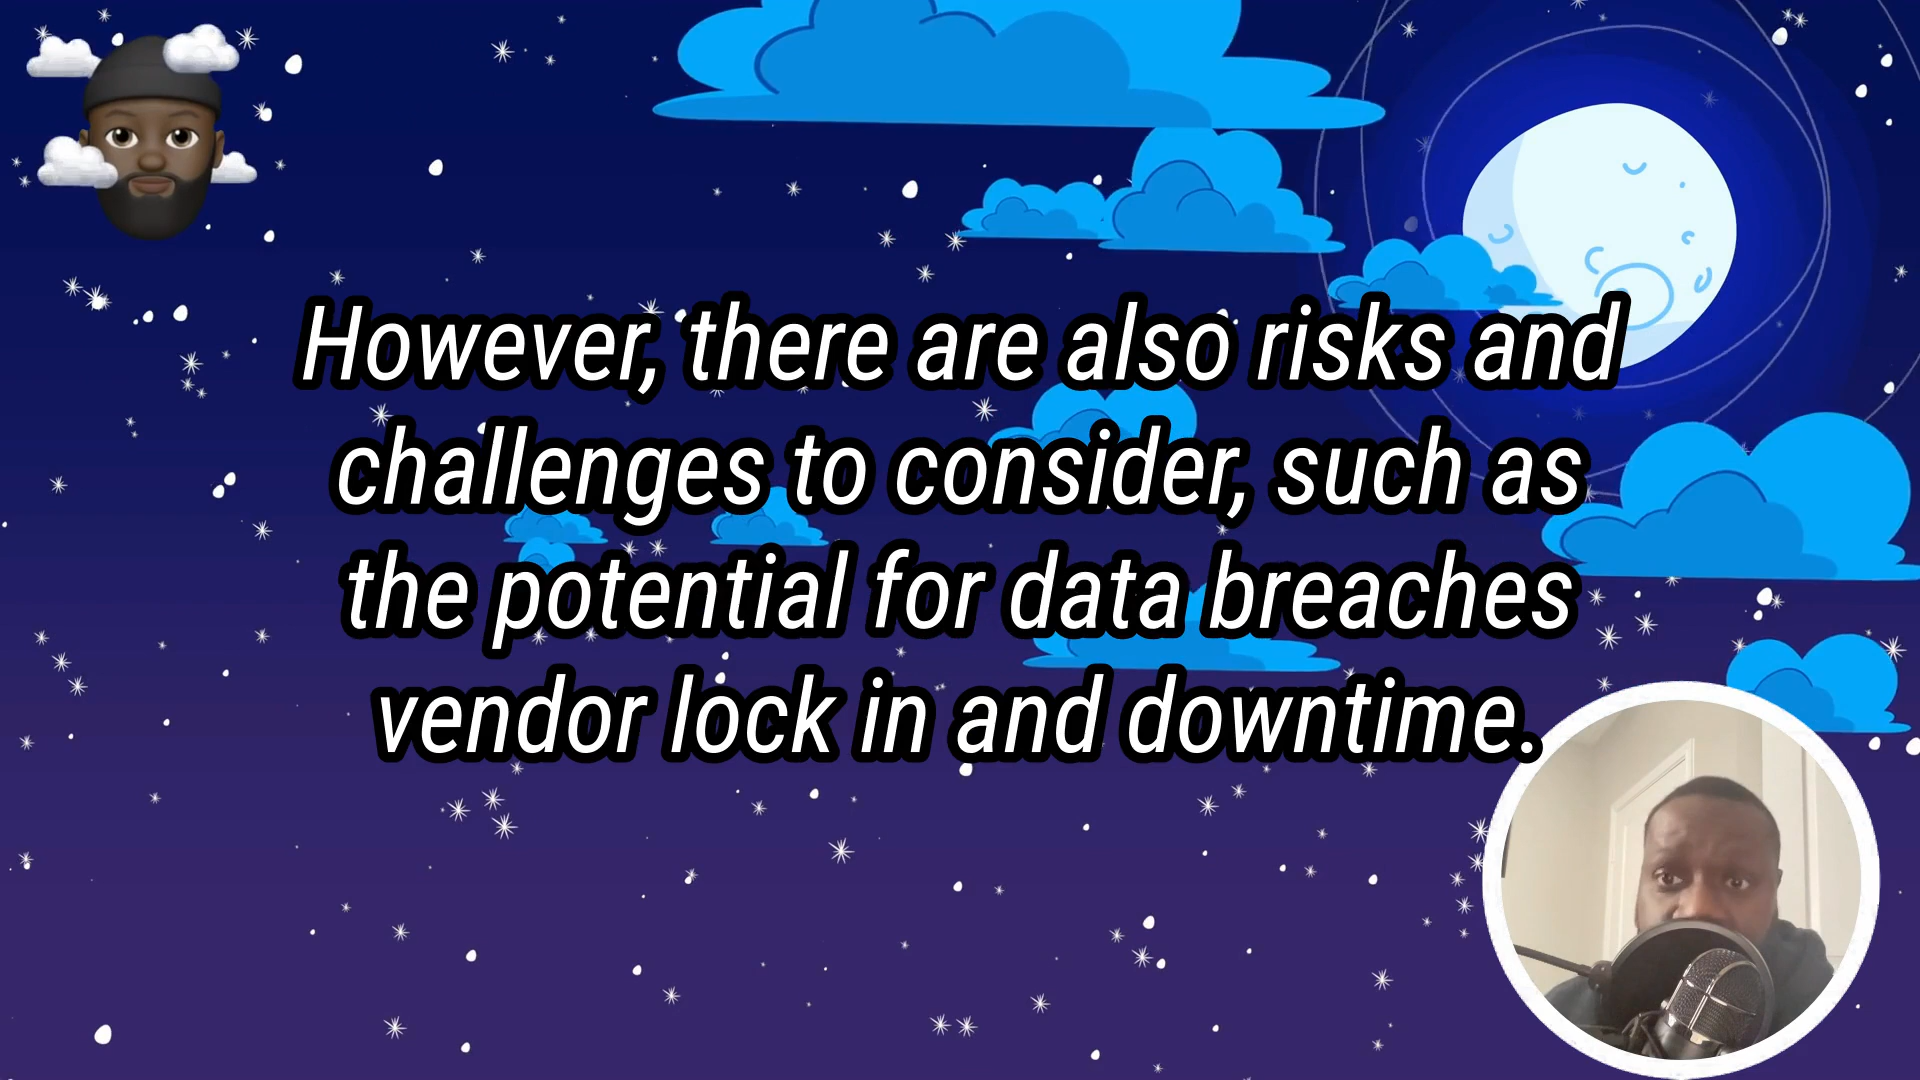 However, there are also risks and
challenges to consider, such as
the potential for data breaches
vendor lock in and downtime.